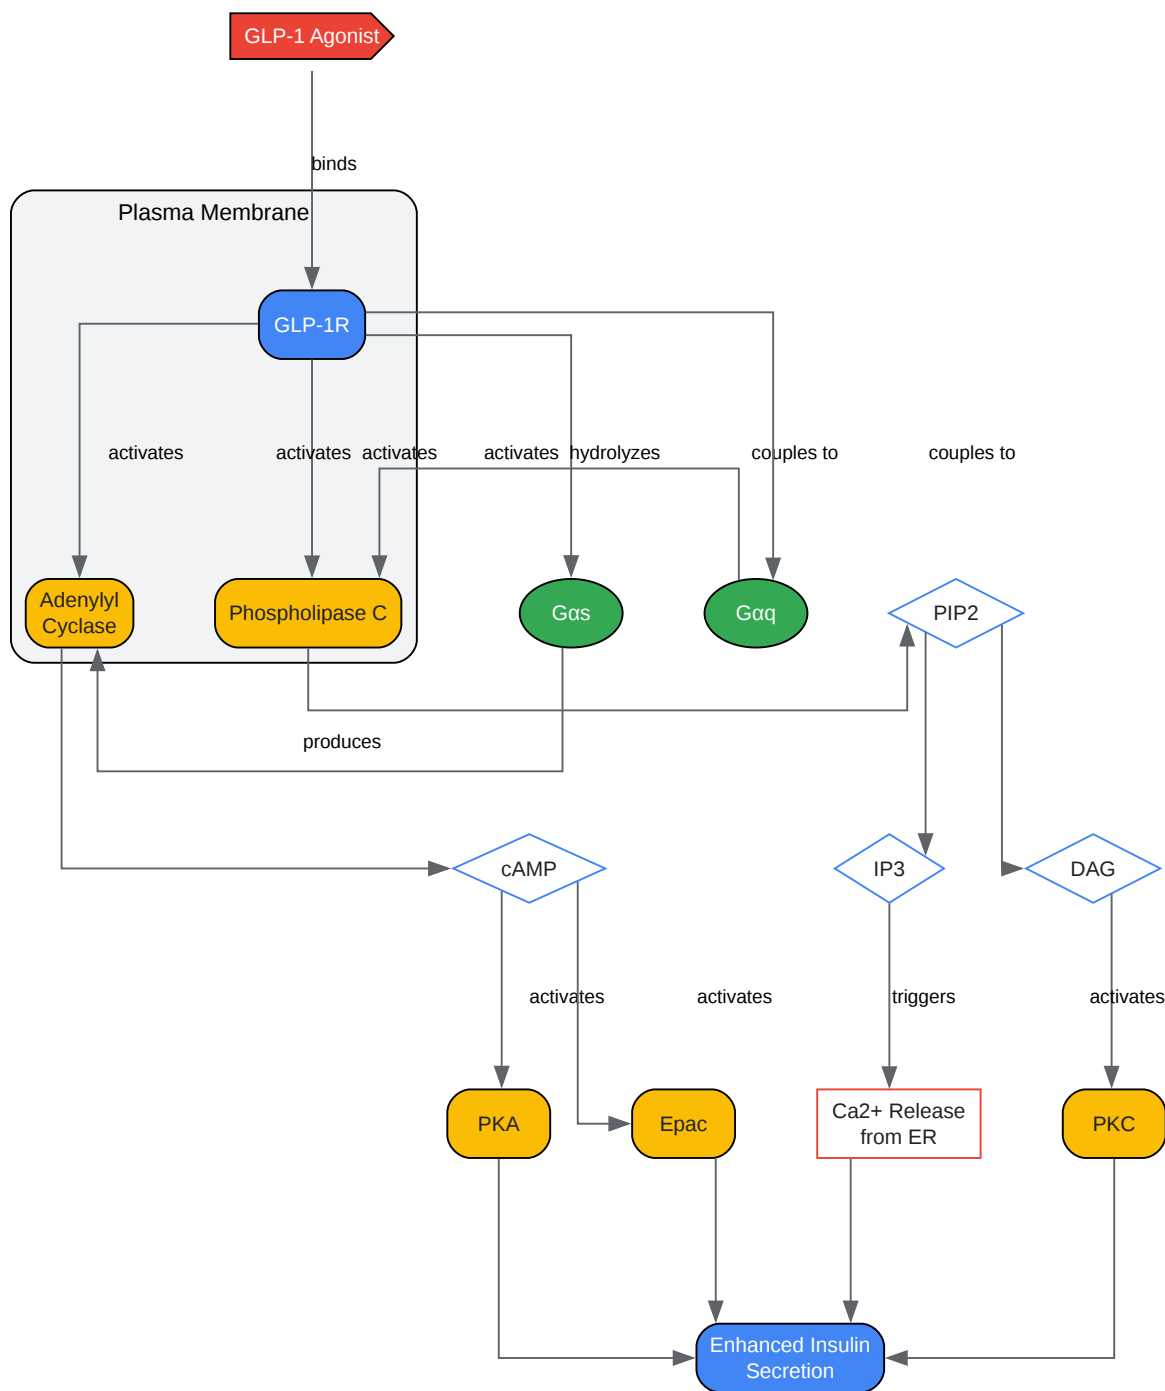 GLP-1 Agonist
binds
Plasma Membrane
GLP-1R
activates
activates
activates
activates
hydrolyzes
couples to
couples to
Adenylyl
Cyclase
Phospholipase C
Gαs
Gαq
PIP2
produces
cAMP
IP3
DAG
activates
activates
triggers
activates
PKA
Epac
Ca2+ Release
from ER
PKC
Enhanced Insulin
Secretion